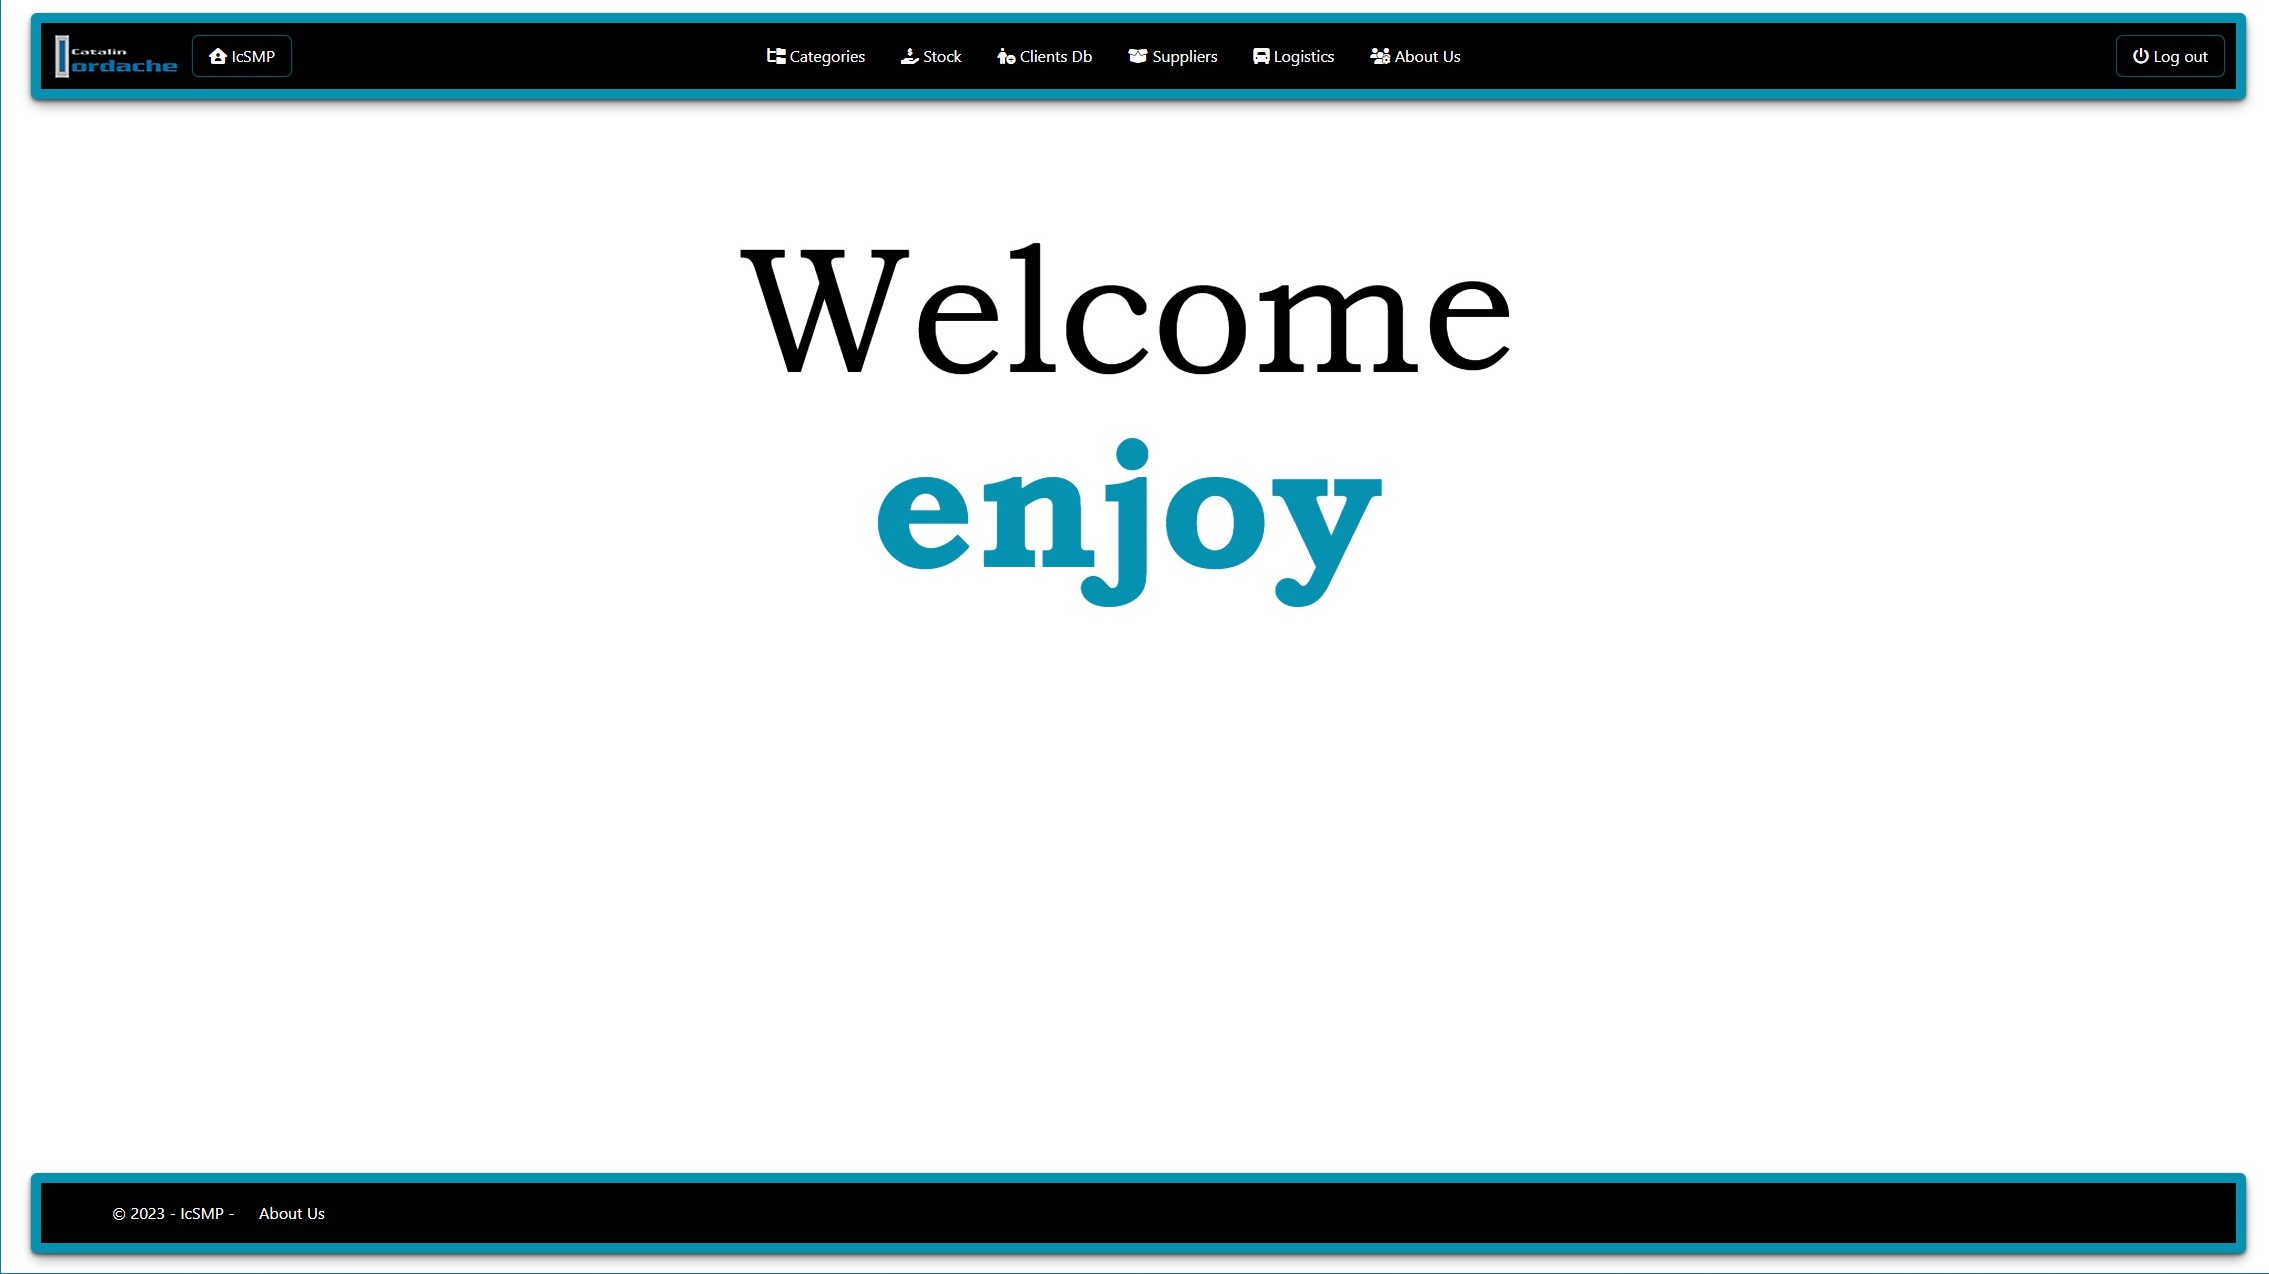 Catalin
Iordache
IcSMP
Categories
Stock
Clients Db
Suppliers
Logistics
About Us
Log out
Welcome
enjoy
© 2023 - IcSMP - About Us